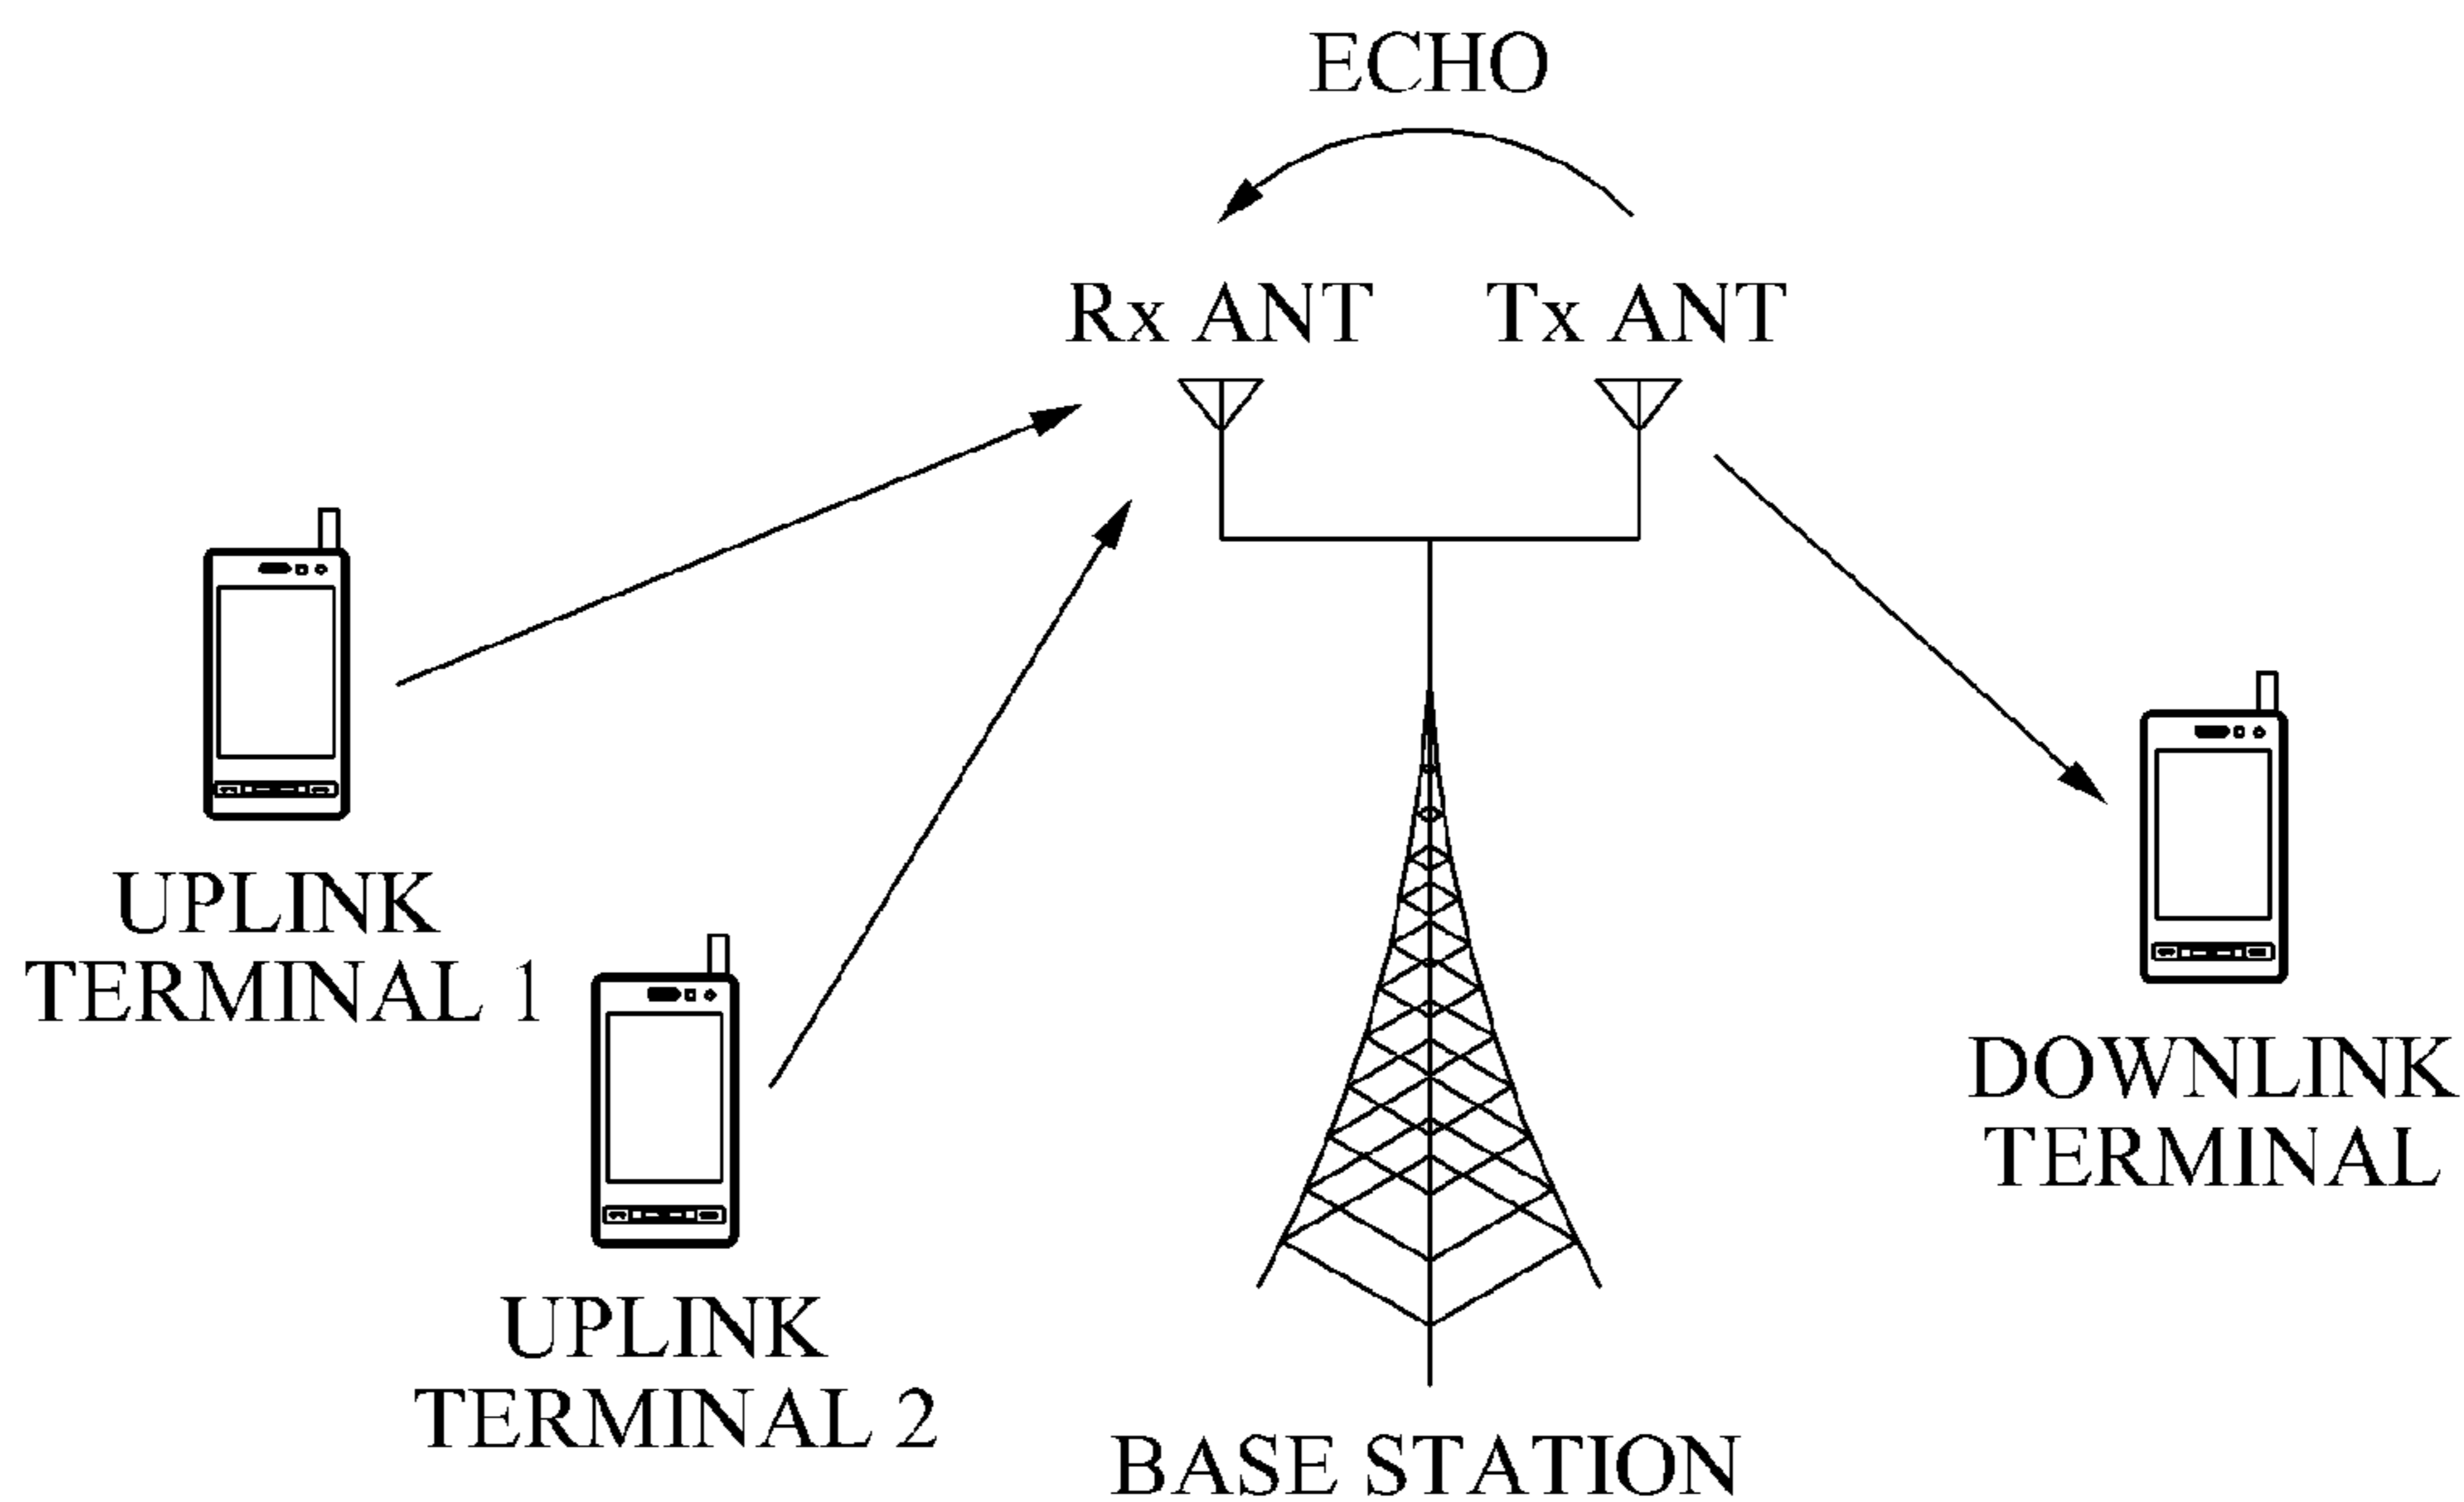 ECHO
Rx ANT
Tx ANT
UPLINK
TERMINAL 1
UPLINK
TERMINAL 2
BASE STATION
DOWNLINK
TERMINAL